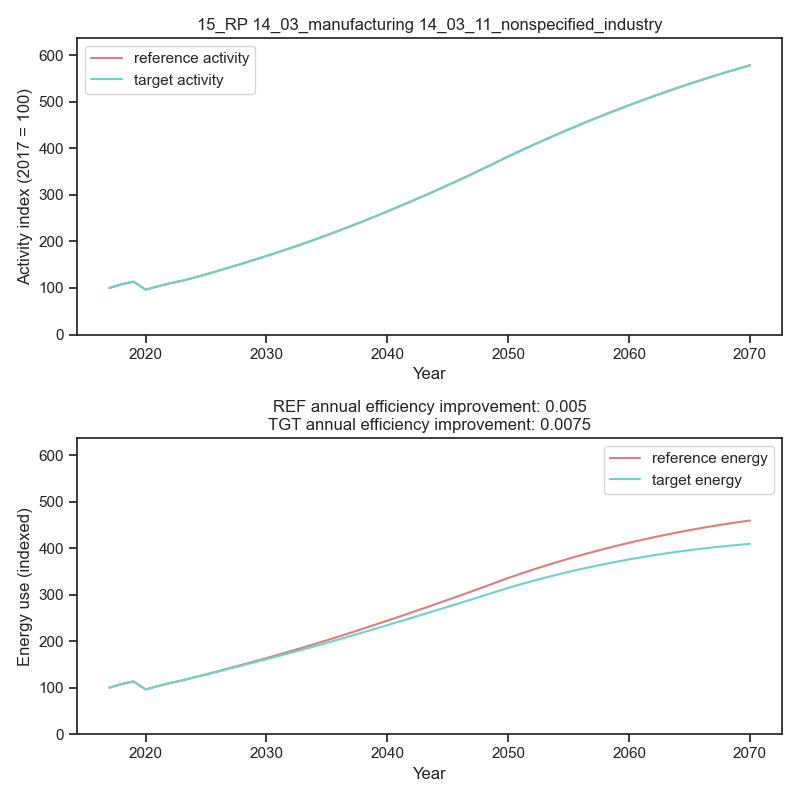 15_RP 14_03_manufacturing 14_03_11_nonspecified_industry
600
500
400
300
200
100
0
Activity index (2017 = 100)
reference activity
target activity
2020 2030 2040 2050 2060 2070
Year
REF annual efficiency improvement: 0.005
TGT annual efficiency improvement: 0.0075
600
500
400
300
200
100
0
Energy use (indexed)
reference energy
target energy
2020 2030 2040 2050 2060 2070
Year